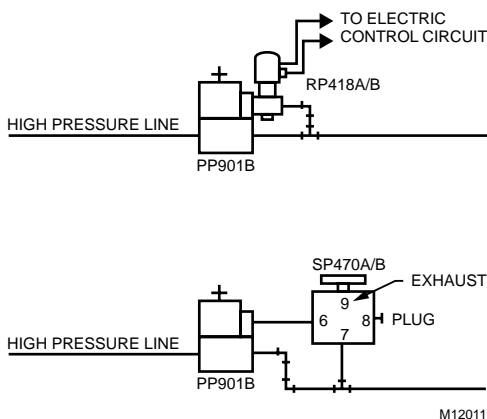 TO ELECTRIC
CONTROL CIRCUIT
RP418A/B
HIGH PRESSURE LINE
PP901B
SP470A/B
EXHAUST
9
6
8
PLUG
7
HIGH PRESSURE LINE
PP901B
M12011